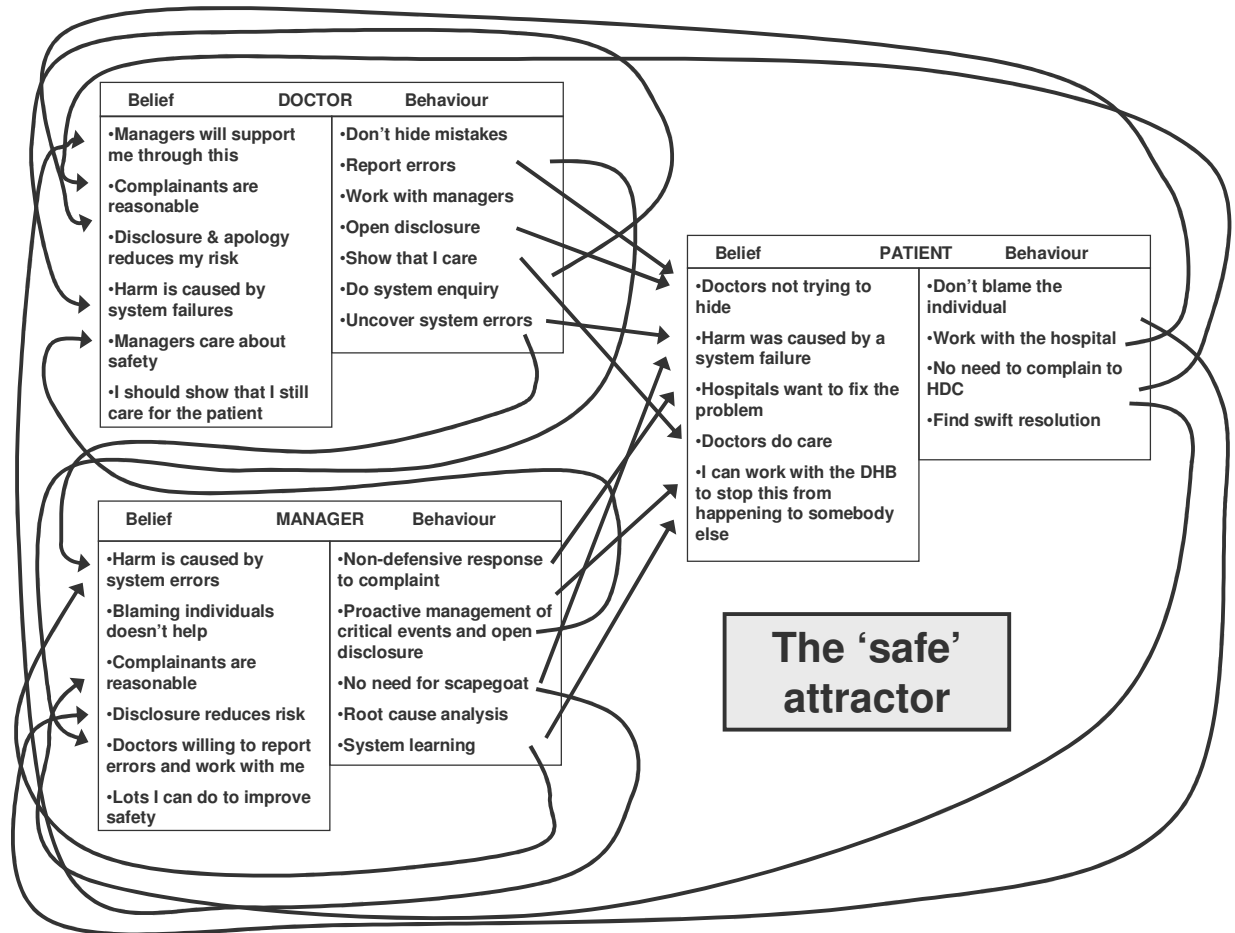 Belief DOCTOR Behaviour
•Managers will support
me through this
•Complainants are
reasonable
•Disclosure & apology
reduces my risk
•Harm is caused by
system failures
•Managers care about
safety
•I should show that I still
care for the patient
•Don't hide mistakes
•Report errors
•Work with managers
•Open disclosure
•Show that I care
•Do system enquiry
•Uncover system errors
Belief PATIENT Behaviour
•Doctors not trying to
hide
•Harm was caused by a
system failure
•Hospitals want to fix the
problem
•Doctors do care
•I can work with the DHB
to stop this from
happening to somebody
else
•Don't blame the
individual
•Work with the hospital
•No need to complain to
HDC
•Find swift resolution
Belief MANAGER Behaviour
•Harm is caused by
system errors
•Blaming individuals
doesn't help
•Complainants are
reasonable
•Disclosure reduces risk
•Doctors willing to report
errors and work with me
•Lots I can do to improve
safety
•Non-defensive response
to complaint
•Proactive management of
critical events and open
disclosure
•No need for scapegoat
•Root cause analysis
•System learning
The ‘safe’
attractor